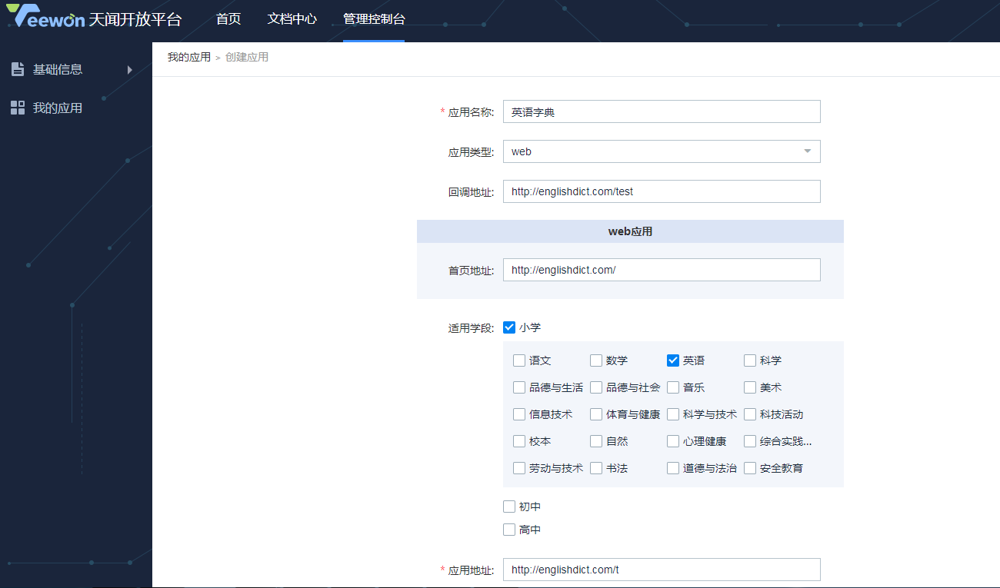 Yeewon 天闻开放平台 首页 文档中心 管理控制台
基础信息
我的应用
我的应用 > 创建应用
* 应用名称: 英语字典
应用类型: web
回调地址: http://englishdict.com/test
web应用
首页地址: http://englishdict.com/
适用学段: 小学
语文 数学 英语 科学
品德与生活 品德与社会 音乐 美术
信息技术 体育与健康 科学与技术 科技活动
校本 自然 心理健康 综合实践...
劳动与技术 书法 道德与法治 安全教育
初中
高中
* 应用地址: http://englishdict.com/t